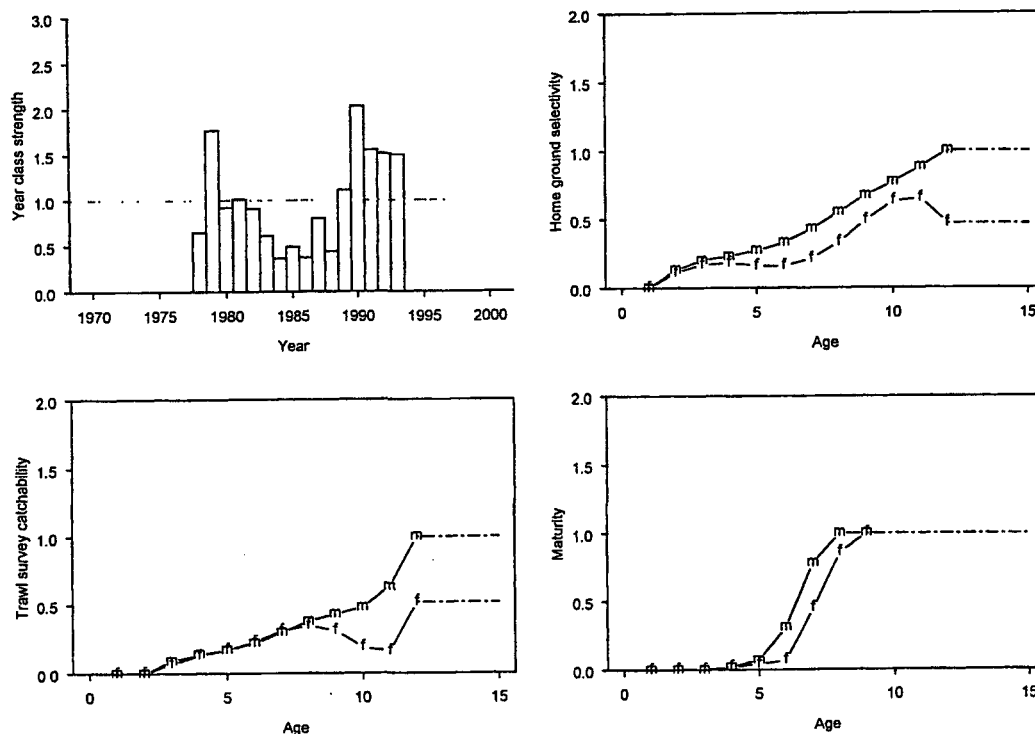 Year class strength
3.0
2.5
2.0
1.5
1.0
0.5
0.0
1970 1975 1980 1985 1990 1995 2000
Year
Home ground selectivity
2.0
1.5
1.0
0.5
0.0
m m m m m m m m m m m m
f f f f f f f f f f f
0 5 10 15
Age
Trawl survey catchability
2.0
1.5
1.0
0.5
0.0
m m m m m m m m m m m m
f f f f f f f f f f f f
0 5 10 15
Age
Maturity
2.0
1.5
1.0
0.5
0.0
m m m m m m m m m
f f f f f f f f f
0 5 10 15
Age